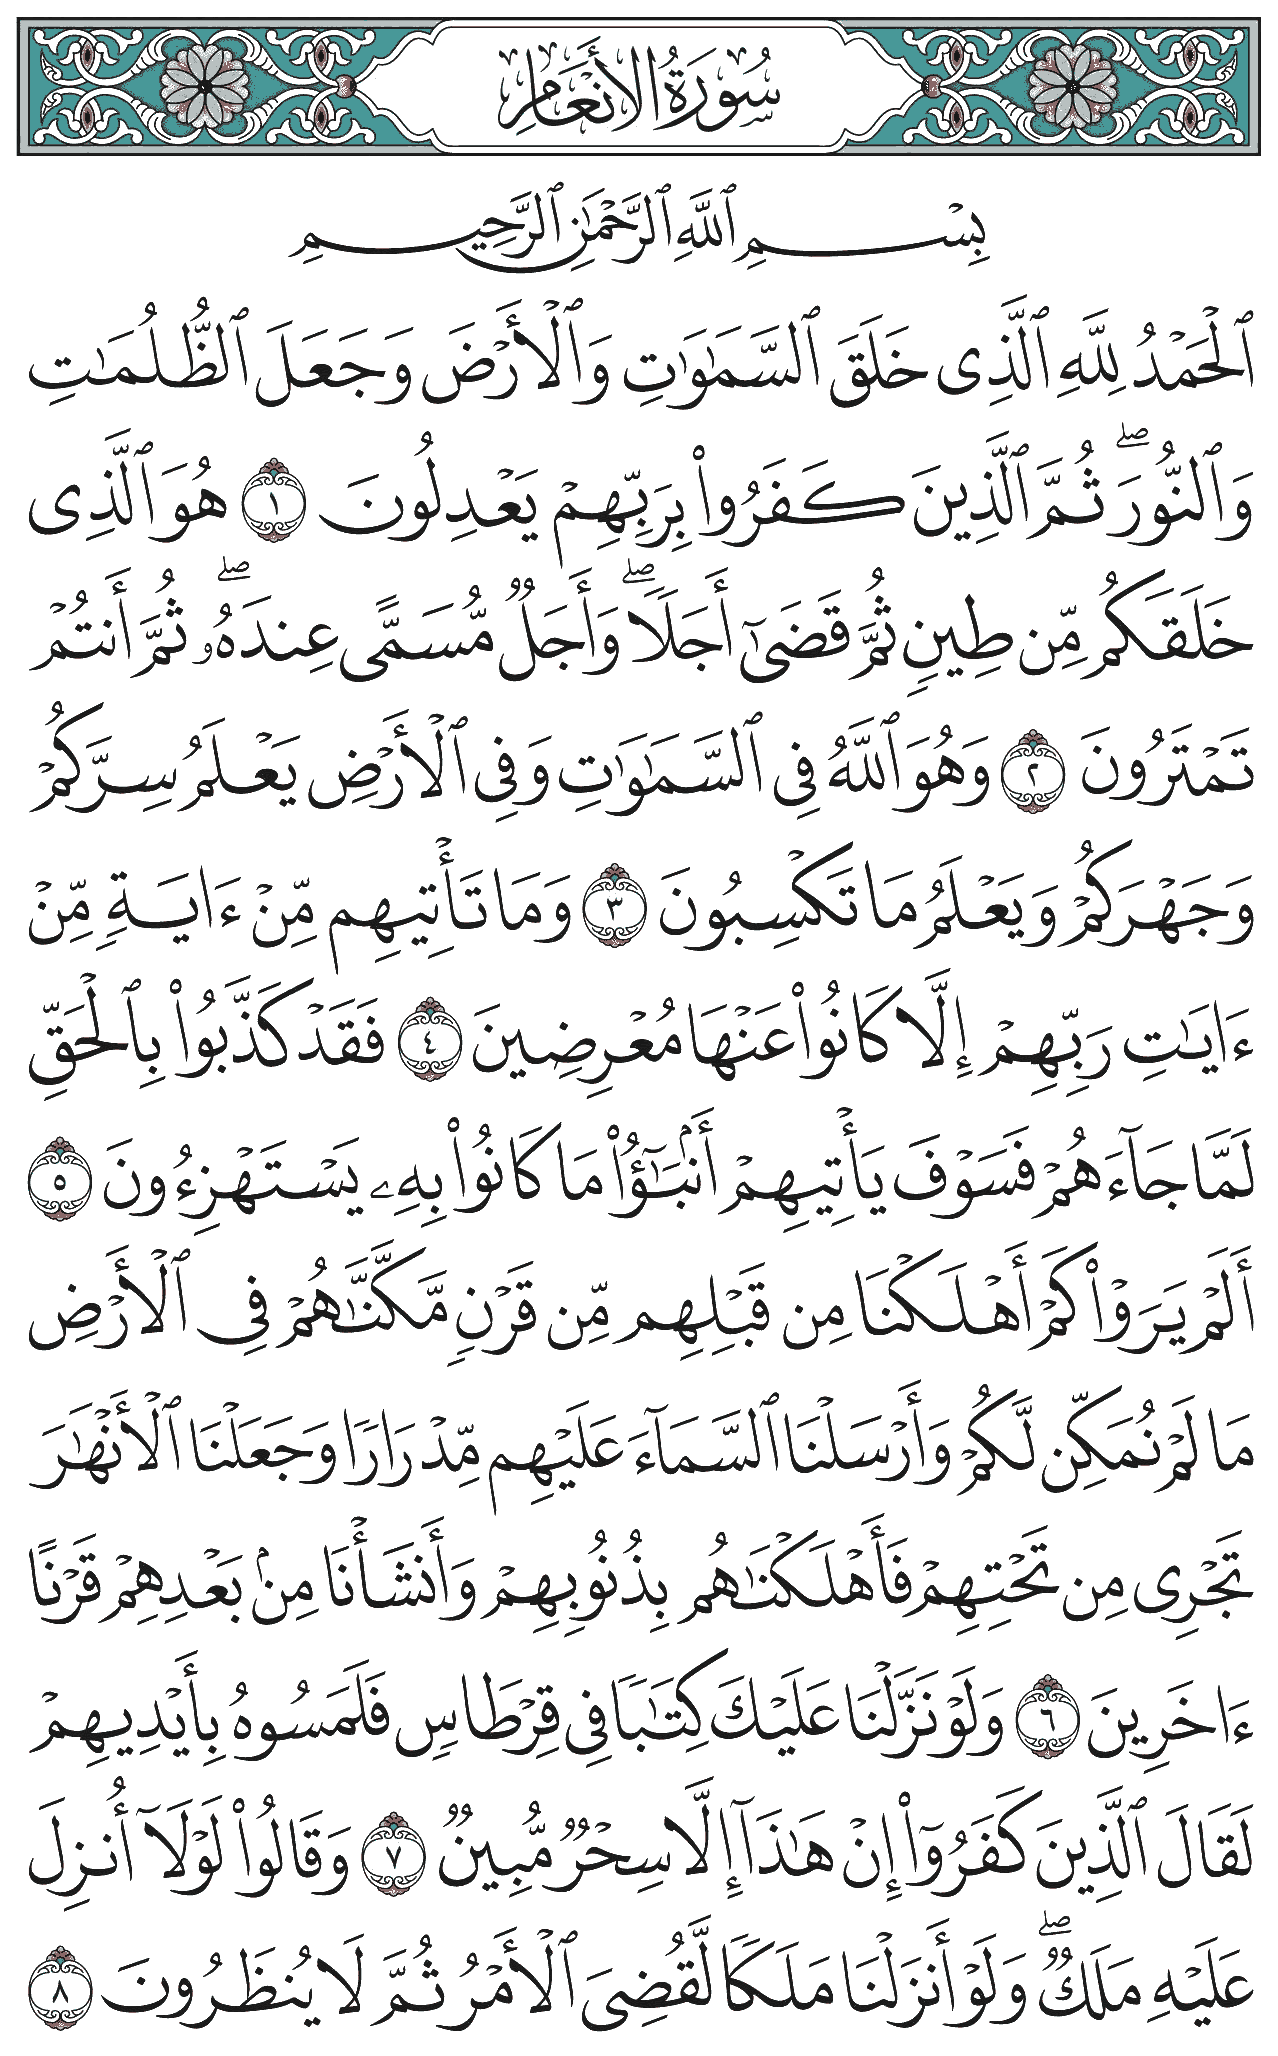 سُورَةُ الأَنْعَامِ
بِسْمِ ٱللَّهِ ٱلرَّحْمَٰنِ ٱلرَّحِيمِ
ٱلْحَمْدُ لِلَّهِ ٱلَّذِى خَلَقَ ٱلسَّمَٰوَٰتِ وَٱلْأَرْضَ وَجَعَلَ ٱلظُّلُمَٰتِ
وَٱلنُّورَ ۖ ثُمَّ ٱلَّذِينَ كَفَرُوا۟ بِرَبِّهِمْ يَعْدِلُونَ ١ هُوَ ٱلَّذِى
خَلَقَكُم مِّن طِينٍ ثُمَّ قَضَىٰٓ أَجَلًا ۖ وَأَجَلٌ مُّسَمًّى عِندَهُۥ ۖ ثُمَّ أَنتُمْ
تَمْتَرُونَ ٢ وَهُوَ ٱللَّهُ فِى ٱلسَّمَٰوَٰتِ وَفِى ٱلْأَرْضِ يَعْلَمُ سِرَّكُمْ
وَجَهْرَكُمْ وَيَعْلَمُ مَا تَكْسِبُونَ ٣ وَمَا تَأْتِيهِم مِّنْ ءَايَةٍ مِّنْ
ءَايَٰتِ رَبِّهِمْ إِلَّا كَانُوا۟ عَنْهَا مُعْرِضِينَ ٤ فَقَدْ كَذَّبُوا۟ بِٱلْحَقِّ
لَمَّا جَآءَهُمْ فَسَوْفَ يَأْتِيهِمْ أَنۢبَٰٓؤُا۟ مَا كَانُوا۟ بِهِۦ يَسْتَهْزِءُونَ ٥
أَلَمْ يَرَوْا۟ كَمْ أَهْلَكْنَا مِن قَبْلِهِم مِّن قَرْنٍ مَّكَّنَّٰهُمْ فِى ٱلْأَرْضِ
مَا لَمْ نُمَكِّن لَّكُمْ وَأَرْسَلْنَا ٱلسَّمَآءَ عَلَيْهِم مِّدْرَارًا وَجَعَلْنَا ٱلْأَنْهَٰرَ
تَجْرِى مِن تَحْتِهِمْ فَأَهْلَكْنَٰهُم بِذُنُوبِهِمْ وَأَنشَأْنَا مِنۢ بَعْدِهِمْ قَرْنًا
ءَاخَرِينَ ٦ وَلَوْ نَزَّلْنَا عَلَيْكَ كِتَٰبًا فِى قِرْطَاسٍ فَلَمَسُوهُ بِأَيْدِيهِمْ
لَقَالَ ٱلَّذِينَ كَفَرُوٓا۟ إِنْ هَٰذَآ إِلَّا سِحْرٌ مُّبِينٌ ٧ وَقَالُوا۟ لَوْلَآ أُنزِلَ
عَلَيْهِ مَلَكٌ ۖ وَلَوْ أَنزَلْنَا مَلَكًا لَّقُضِىَ ٱلْأَمْرُ ثُمَّ لَا يُنظَرُونَ ٨